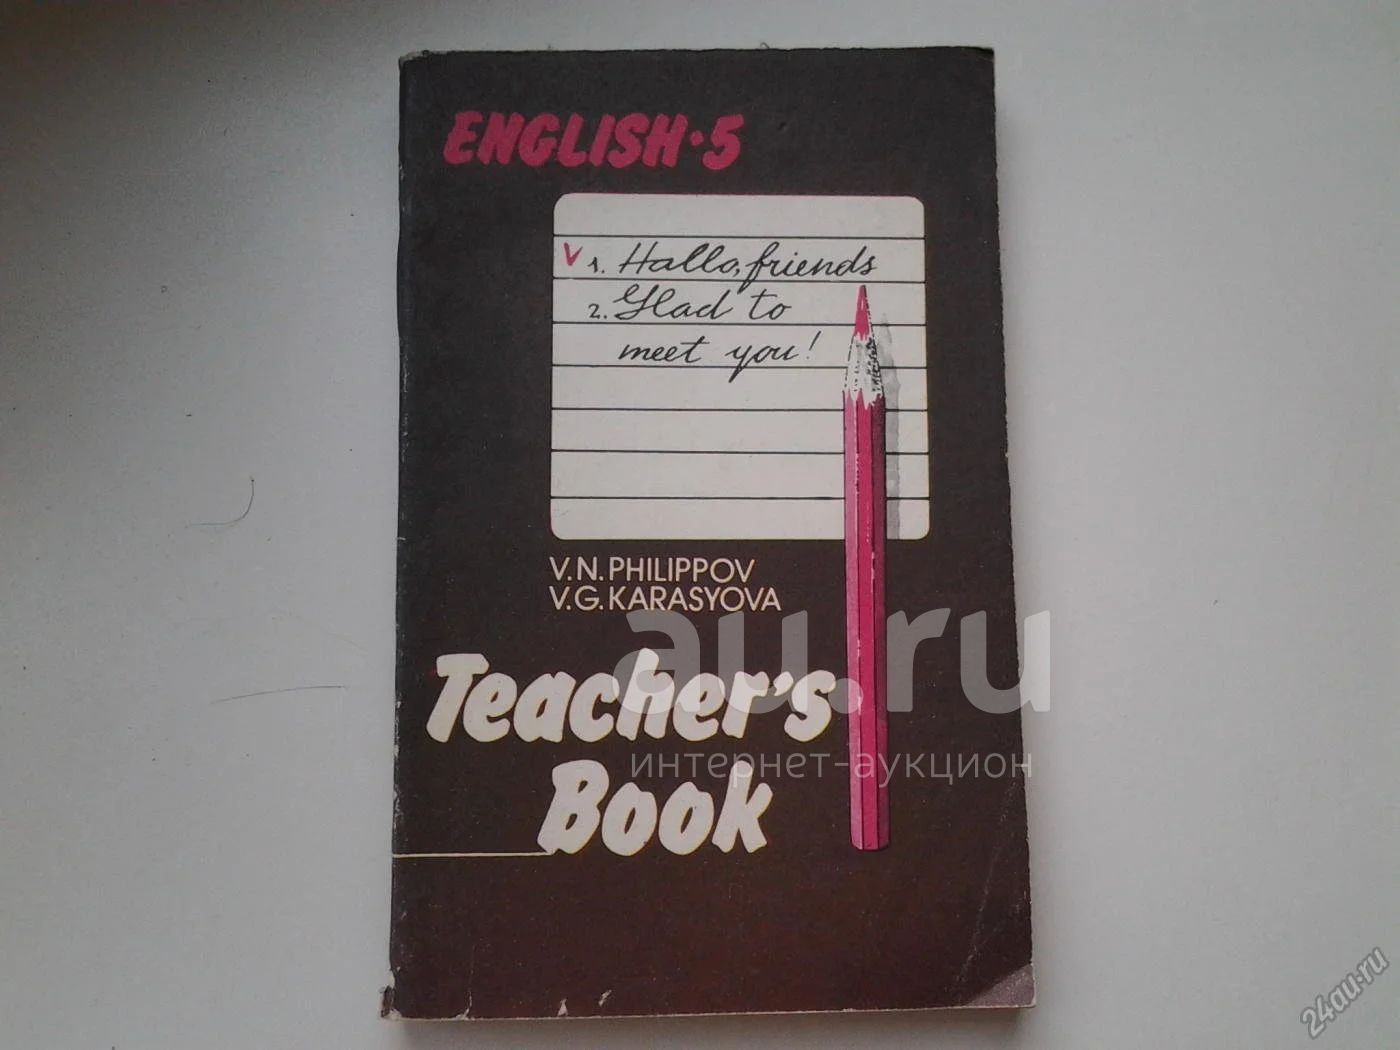 ENGLISH·5
V 1. Hallo, friends
2. Glad to
meet you!
V.N. PHILIPPOV
V.G. KARASYOVA
au.ru
Teacher's
интернет-аукцион
Book
24au.ru